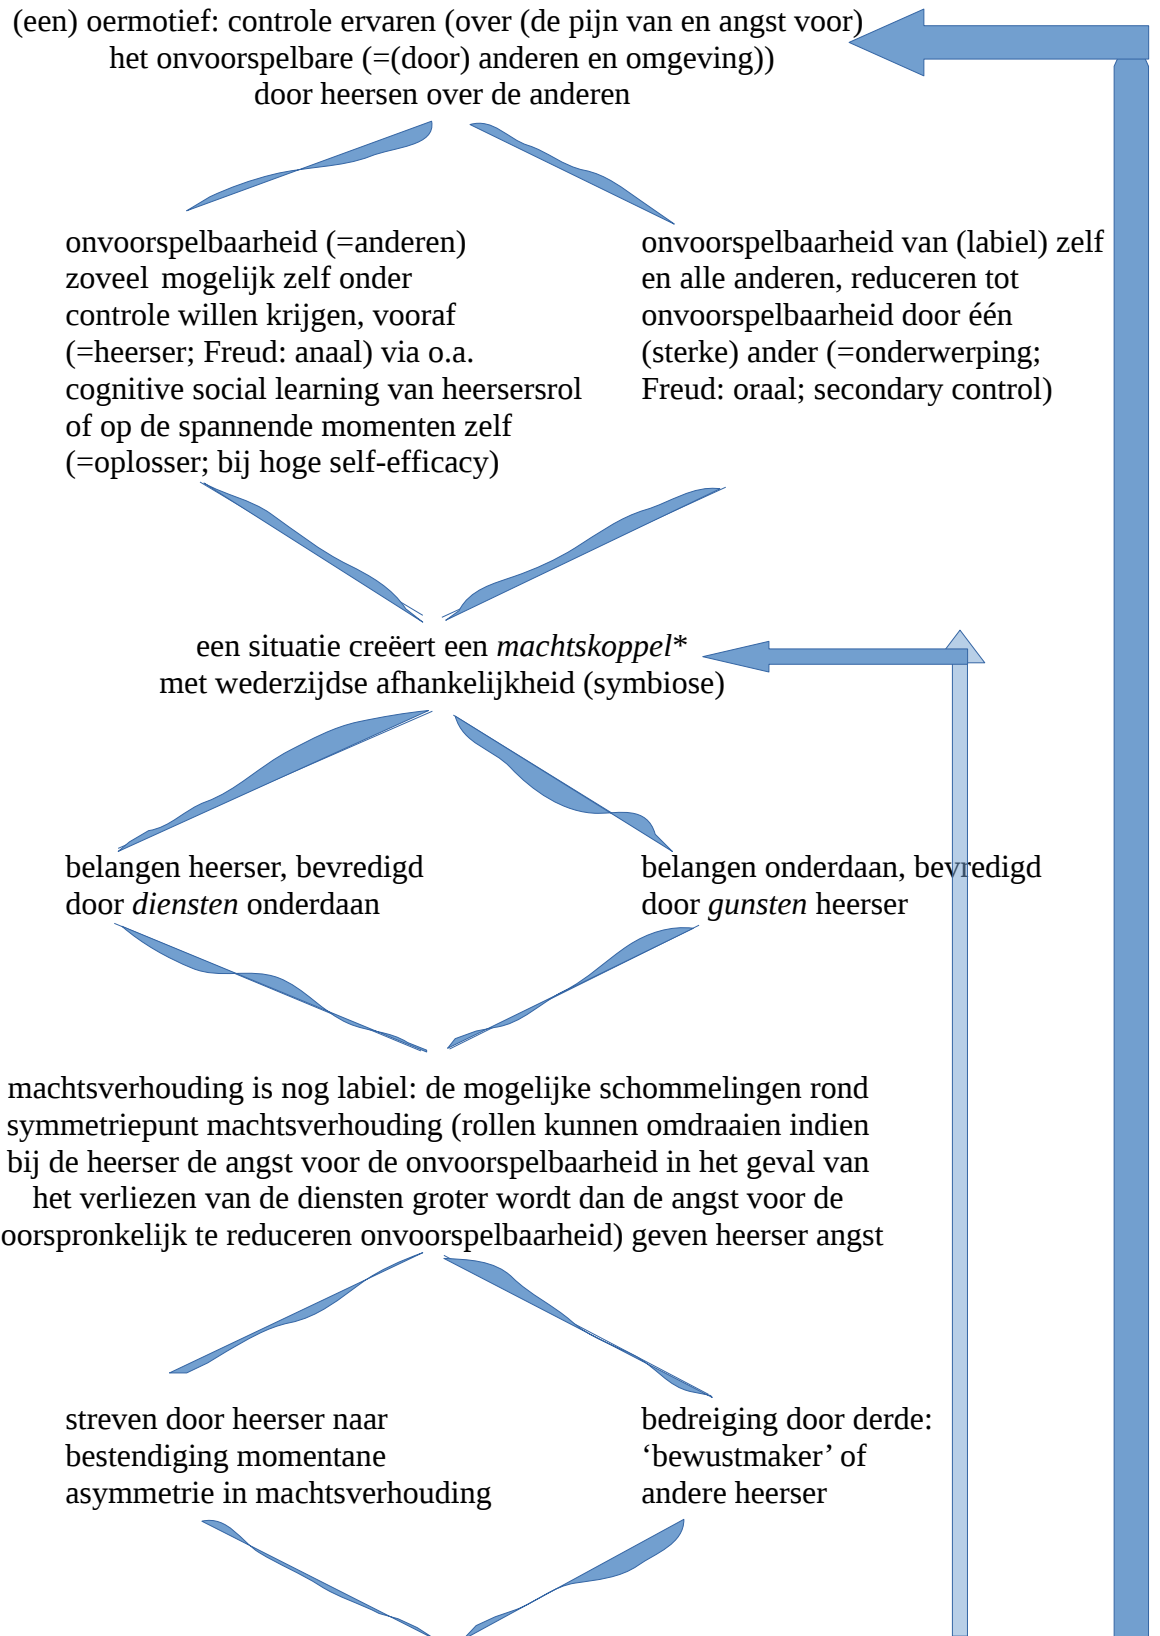 (een) oermotief: controle ervaren (over (de pijn van en angst voor)
het onvoorspelbare (=(door) anderen en omgeving))
door heersen over de anderen
onvoorspelbaarheid (=anderen)
zoveel mogelijk zelf onder
controle willen krijgen, vooraf
(=heerser; Freud: anaal) via o.a.
cognitive social learning van heersersrol
of op de spannende momenten zelf
(=oplosser; bij hoge self-efficacy)
onvoorspelbaarheid van (labiel) zelf
en alle anderen, reduceren tot
onvoorspelbaarheid door één
(sterke) ander (=onderwerping;
Freud: oraal; secondary control)
een situatie creëert een machtskoppel*
met wederzijdse afhankelijkheid (symbiose)
belangen heerser, bevredigd
door diensten onderdaan
belangen onderdaan, bevredigd
door gunsten heerser
machtsverhouding is nog labiel: de mogelijke schommelingen rond
symmetriepunt machtsverhouding (rollen kunnen omdraaien indien
bij de heerser de angst voor de onvoorspelbaarheid in het geval van
het verliezen van de diensten groter wordt dan de angst voor de
oorspronkelijk te reduceren onvoorspelbaarheid) geven heerser angst
streven door heerser naar
bestendiging momentane
asymmetrie in machtsverhouding
bedreiging door derde:
‘bewustmaker’ of
andere heerser